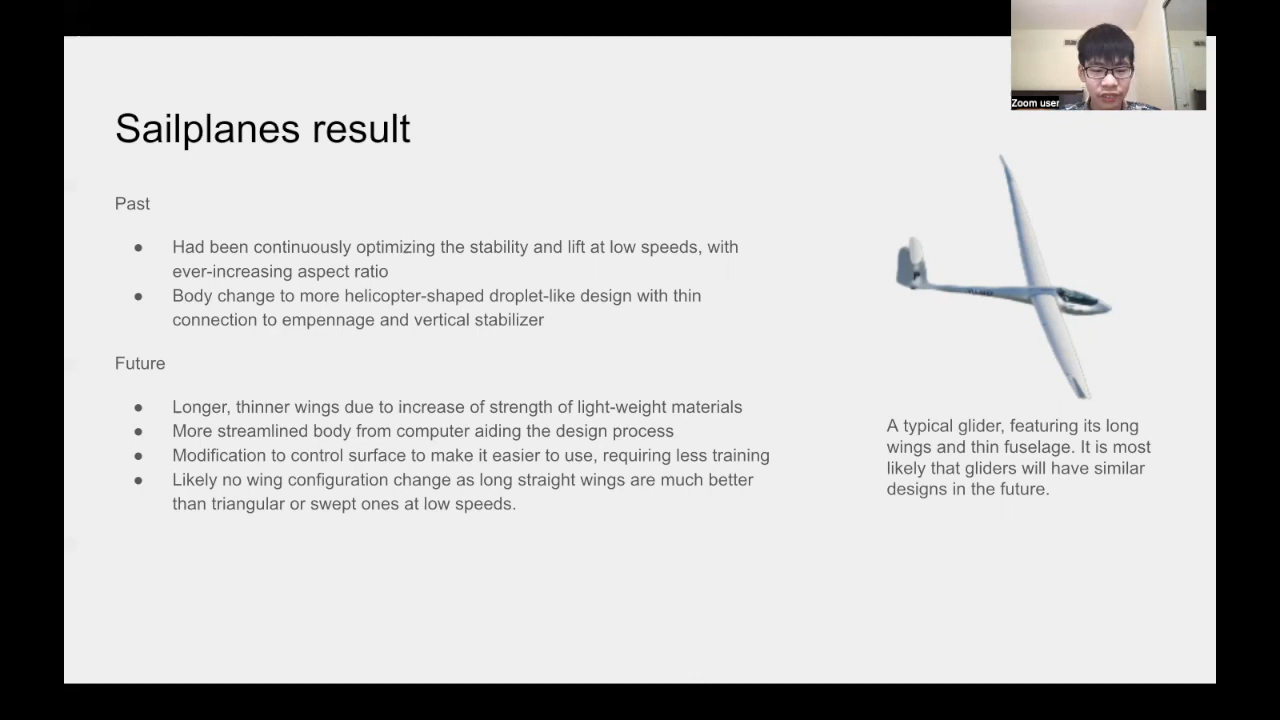 Zoom user
Sailplanes result
Past
● Had been continuously optimizing the stability and lift at low speeds, with
ever-increasing aspect ratio
● Body change to more helicopter-shaped droplet-like design with thin
connection to empennage and vertical stabilizer
Future
● Longer, thinner wings due to increase of strength of light-weight materials
● More streamlined body from computer aiding the design process
● Modification to control surface to make it easier to use, requiring less training
● Likely no wing configuration change as long straight wings are much better
than triangular or swept ones at low speeds.
A typical glider, featuring its long
wings and thin fuselage. It is most
likely that gliders will have similar
designs in the future.